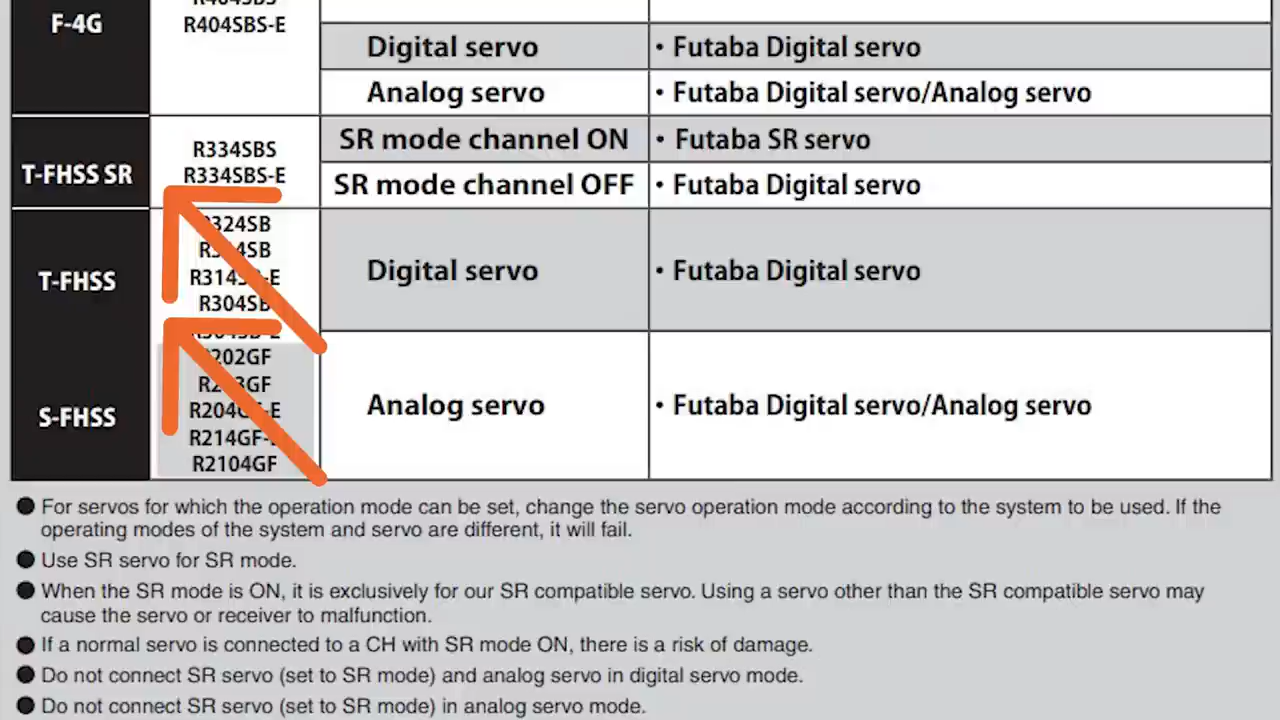 F-4G
R404SBS-E
Digital servo
• Futaba Digital servo
Analog servo
• Futaba Digital servo/Analog servo
T-FHSS SR
R334SBS
R334SBS-E
SR mode channel ON
• Futaba SR servo
SR mode channel OFF
• Futaba Digital servo
T-FHSS
R304SB
Digital servo
• Futaba Digital servo
S-FHSS
R2104GF
Analog servo
• Futaba Digital servo/Analog servo
● For servos for which the operation mode can be set, change the servo operation mode according to the system to be used. If the
operating modes of the system and servo are different, it will fail.
● Use SR servo for SR mode.
● When the SR mode is ON, it is exclusively for our SR compatible servo. Using a servo other than the SR compatible servo may
cause the servo or receiver to malfunction.
● If a normal servo is connected to a CH with SR mode ON, there is a risk of damage.
● Do not connect SR servo (set to SR mode) and analog servo in digital servo mode.
● Do not connect SR servo (set to SR mode) in analog servo mode.